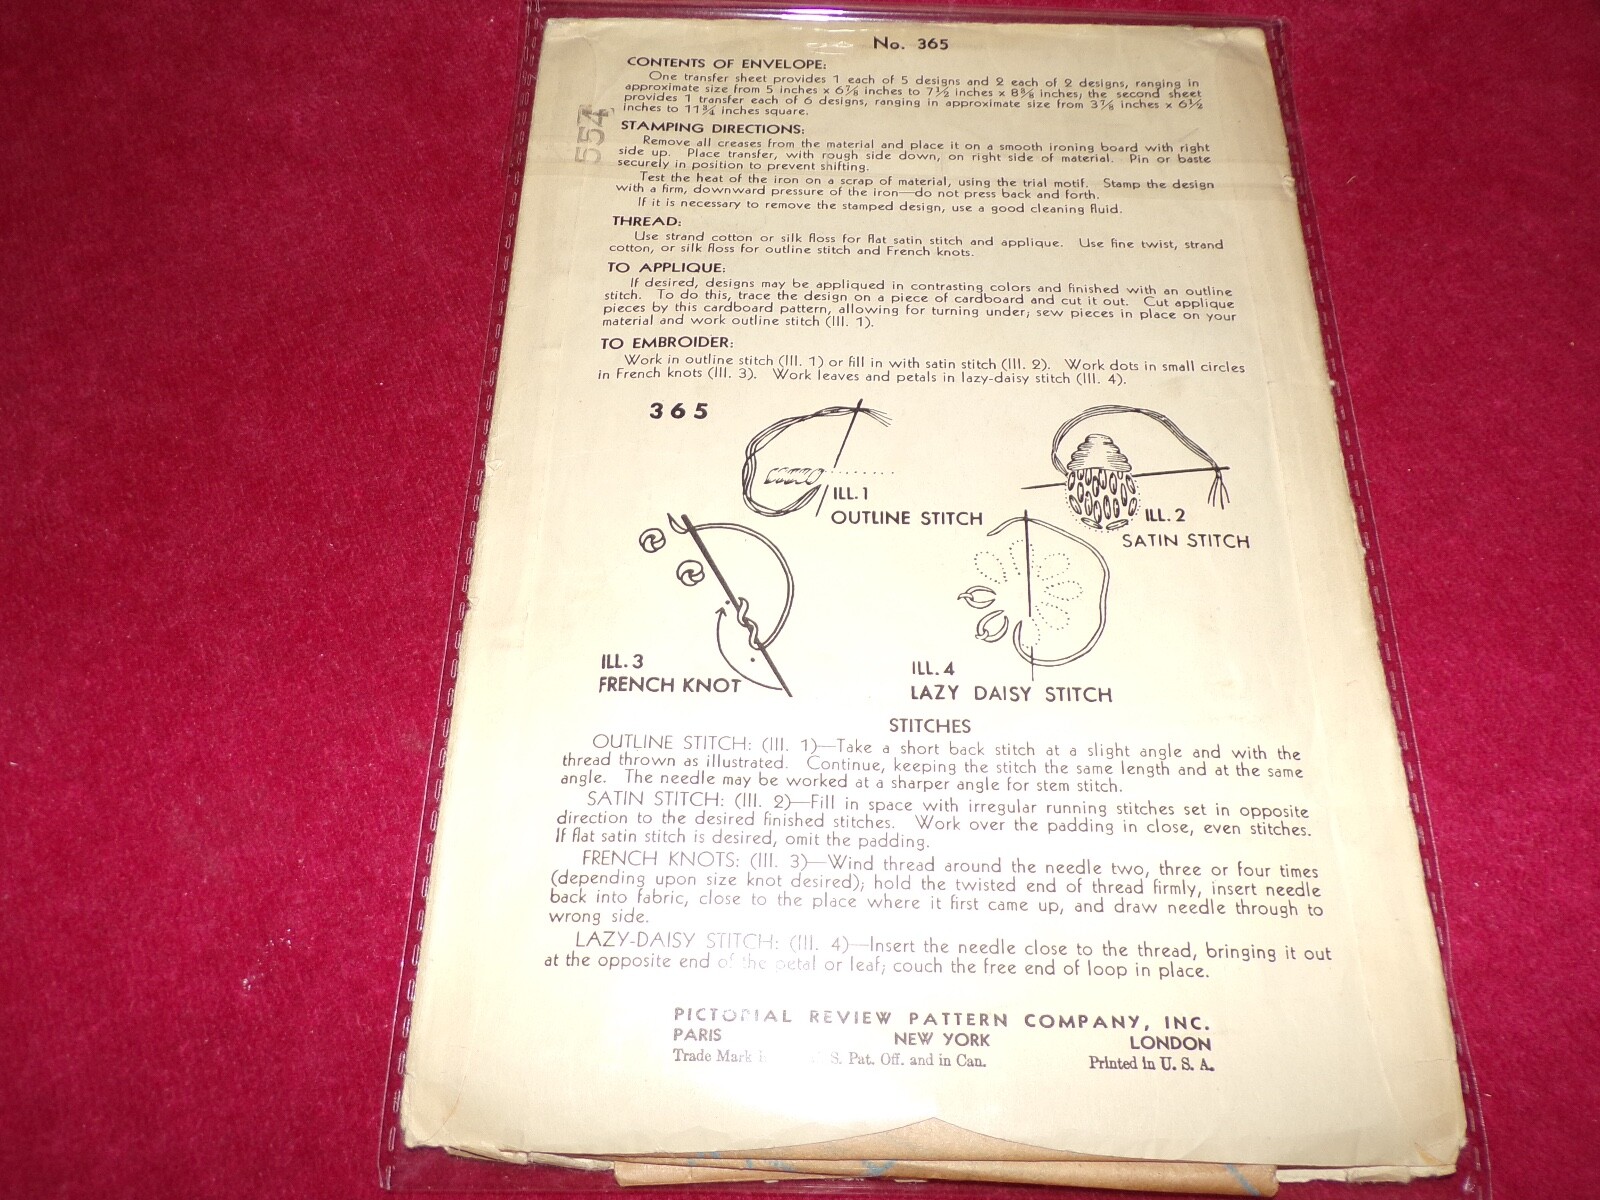 No. 365
CONTENTS OF ENVELOPE:
One transfer sheet provides 1 each of 5 designs and 2 each of 2 designs, ranging in
approximate size from 5 inches x 6⅞ inches to 7½ inches x 8⅜ inches; the second sheet
provides 1 transfer each of 6 designs, ranging in approximate size from 3⅞ inches x 6½
inches to 11¾ inches square.
554
STAMPING DIRECTIONS:
Remove all creases from the material and place it on a smooth ironing board with right
side up. Place transfer, with rough side down, on right side of material. Pin or baste
securely in position to prevent shifting.
Test the heat of the iron on a scrap of material, using the trial motif. Stamp the design
with a firm, downward pressure of the iron—do not press back and forth.
If it is necessary to remove the stamped design, use a good cleaning fluid.
THREAD:
Use strand cotton or silk floss for flat satin stitch and applique. Use fine twist, strand
cotton, or silk floss for outline stitch and French knots.
TO APPLIQUE:
If desired, designs may be appliqued in contrasting colors and finished with an outline
stitch. To do this, trace the design on a piece of cardboard and cut it out. Cut applique
pieces by this cardboard pattern, allowing for turning under; sew pieces in place on your
material and work outline stitch (Ill. 1).
TO EMBROIDER:
Work in outline stitch (Ill. 1) or fill in with satin stitch (Ill. 2). Work dots in small circles
in French knots (Ill. 3). Work leaves and petals in lazy-daisy stitch (Ill. 4).
365
ILL. 1
OUTLINE STITCH
ILL. 2
SATIN STITCH
ILL. 3
FRENCH KNOT
ILL. 4
LAZY DAISY STITCH
STITCHES
OUTLINE STITCH: (Ill. 1)—Take a short back stitch at a slight angle and with the
thread thrown as illustrated. Continue, keeping the stitch the same length and at the same
angle. The needle may be worked at a sharper angle for stem stitch.
SATIN STITCH: (Ill. 2)—Fill in space with irregular running stitches set in opposite
direction to the desired finished stitches. Work over the padding in close, even stitches.
If flat satin stitch is desired, omit the padding.
FRENCH KNOTS: (Ill. 3)—Wind thread around the needle two, three or four times
(depending upon size knot desired); hold the twisted end of thread firmly, insert needle
back into fabric, close to the place where it first came up, and draw needle through to
wrong side.
LAZY-DAISY STITCH: (Ill. 4)—Insert the needle close to the thread, bringing it out
at the opposite end of the petal or leaf; couch the free end of loop in place.
PICTORIAL REVIEW PATTERN COMPANY, INC.
PARIS NEW YORK LONDON
Trade Mark S. Pat. Off. and in Can. Printed in U. S. A.